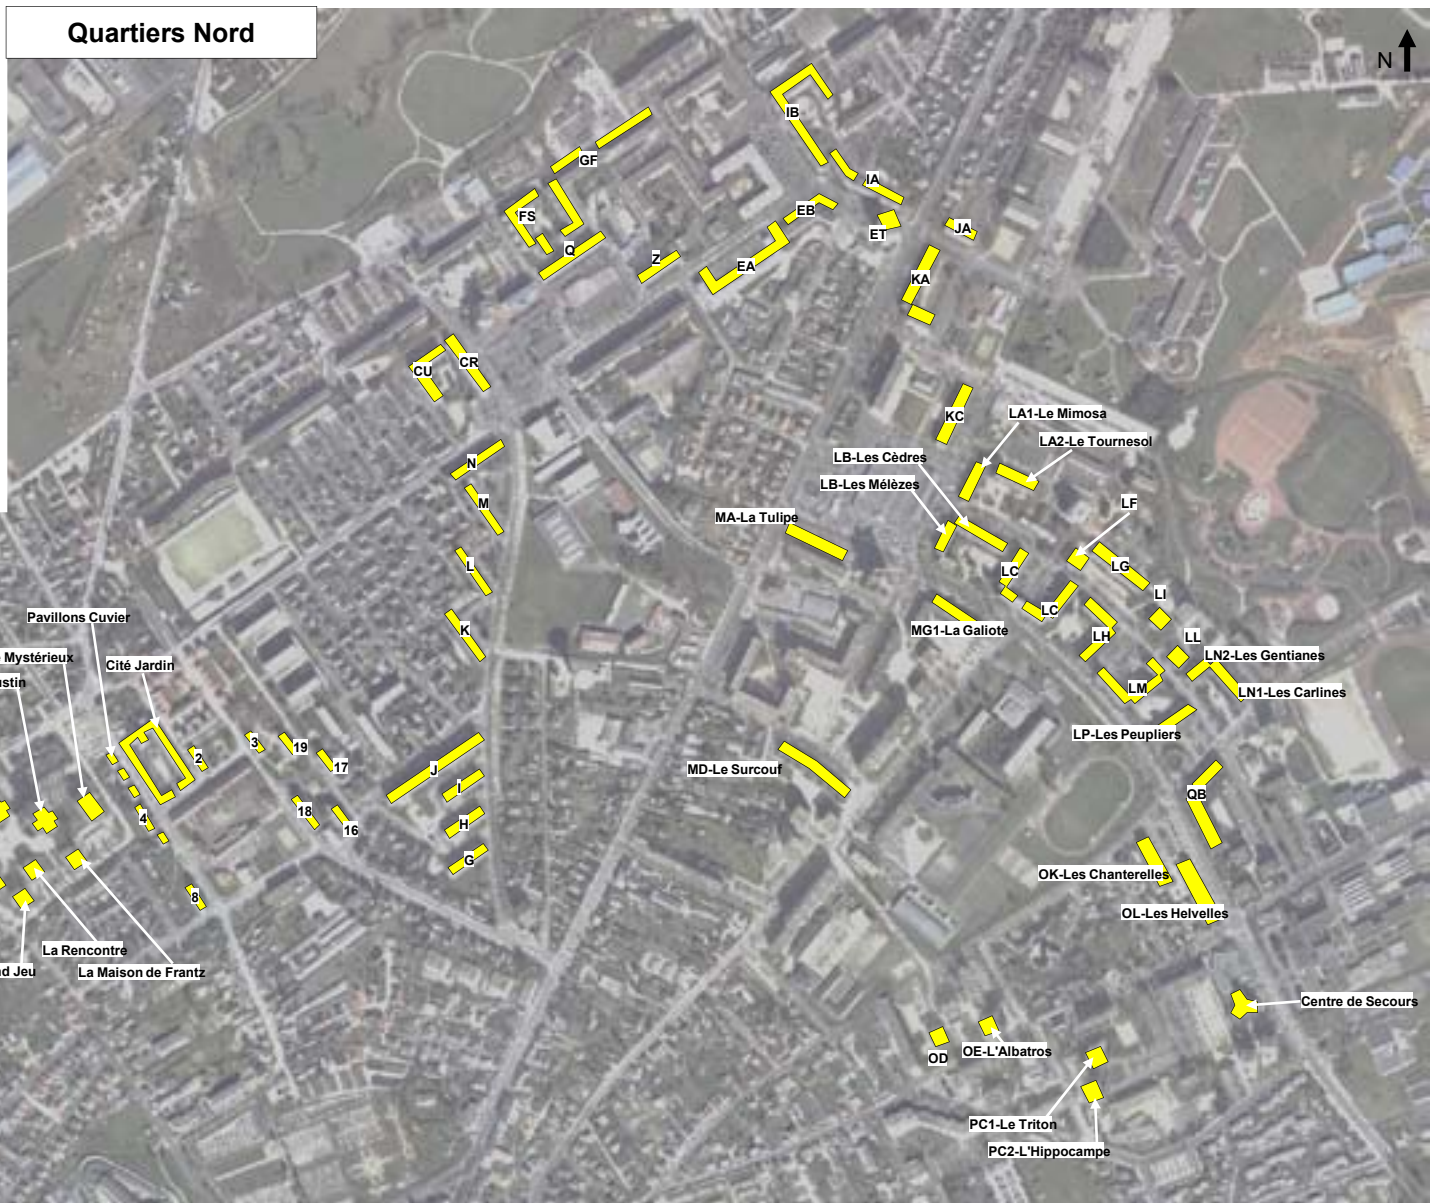 Quartiers Nord
N
IB
GF
IA
FS
EB
ET
JA
Q
Z
EA
KA
CR
CU
KC
LA1-Le Mimosa
LA2-Le Tournesol
LB-Les Cèdres
N
LB-Les Mélèzes
M
LF
MA-La Tulipe
L
LC
LG
LI
LC
Pavillons Cuvier
K
MG1-La Galiote
LH
LL
Mystérieux
Cité Jardin
LN2-Les Gentianes
ustin
LM
LN1-Les Carlines
LP-Les Peupliers
3
19
2
17
J
MD-Le Surcouf
I
QB
18
4
16
H
G
OK-Les Chanterelles
8
OL-Les Helvelles
La Rencontre
nd Jeu
La Maison de Frantz
Centre de Secours
OD
OE-L'Albatros
PC1-Le Triton
PC2-L'Hippocampe